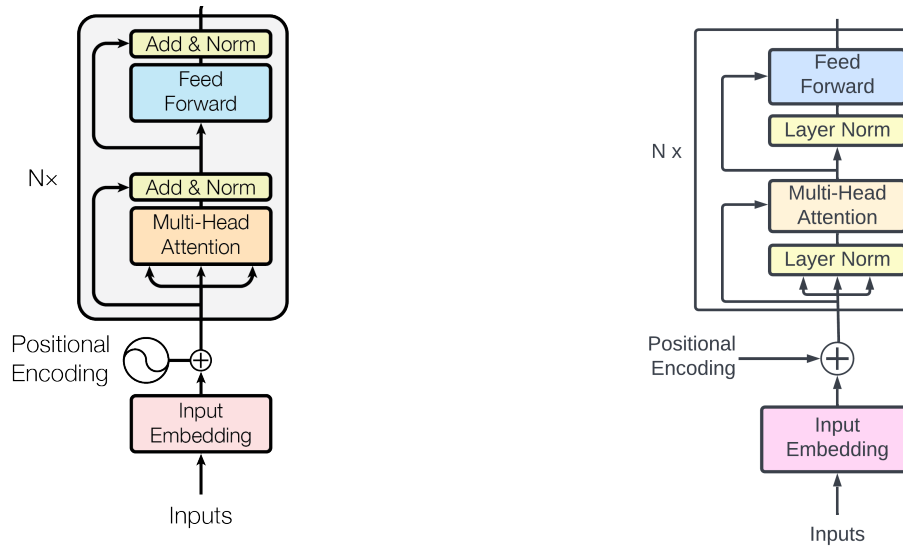 Add & Norm
Feed
Forward
Add & Norm
Multi-Head
Attention
N×
Positional
Encoding
Input
Embedding
Inputs
Feed
Forward
Layer Norm
N x
Multi-Head
Attention
Layer Norm
Positional
Encoding
Input
Embedding
Inputs